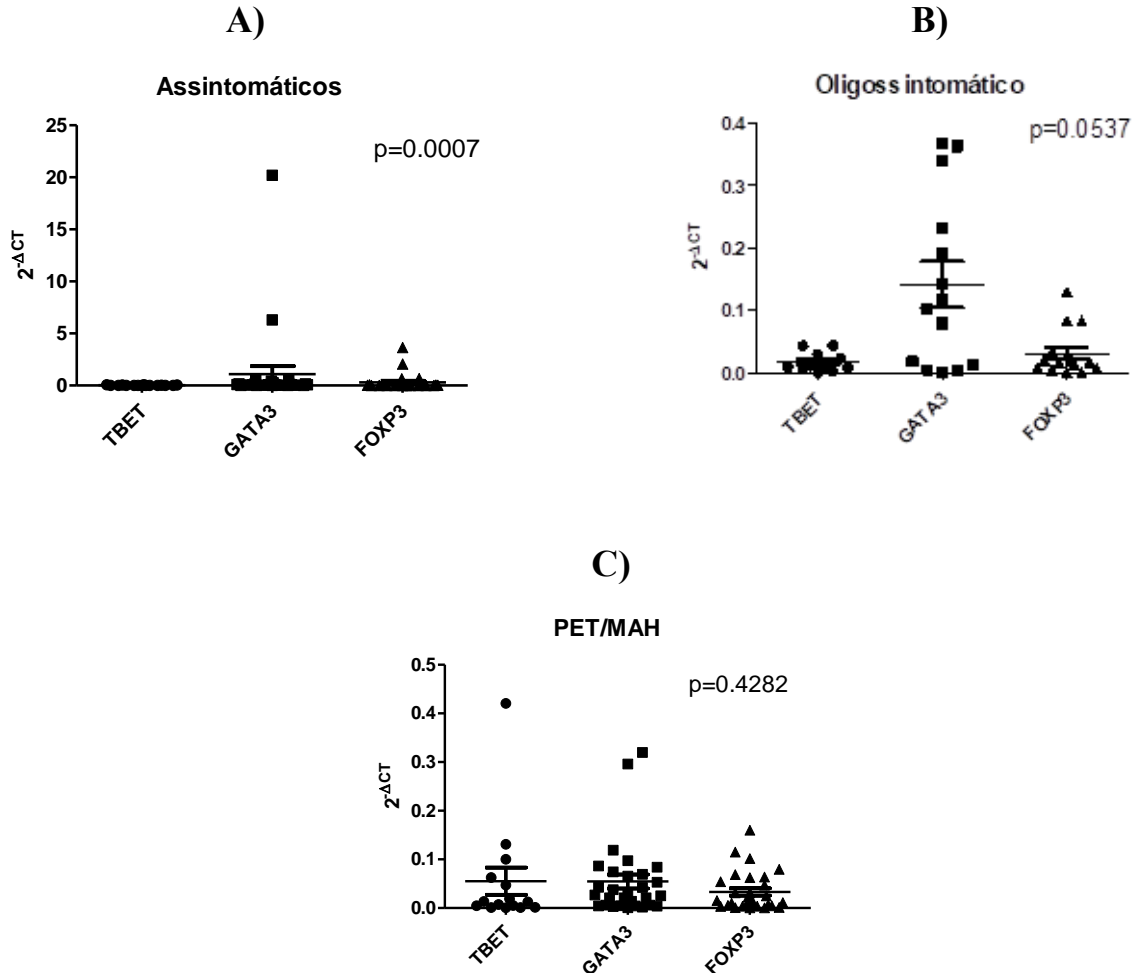 A)
Assintomáticos
p=0.0007
2-ΔCT
25
20
15
10
5
0
TBET
GATA3
FOXP3
B)
Oligossintomático
p=0.0537
2-ΔCT
0.4
0.3
0.2
0.1
0.0
TBET
GATA3
FOXP3
C)
PET/MAH
p=0.4282
2-ΔCT
0.5
0.4
0.3
0.2
0.1
0.0
TBET
GATA3
FOXP3